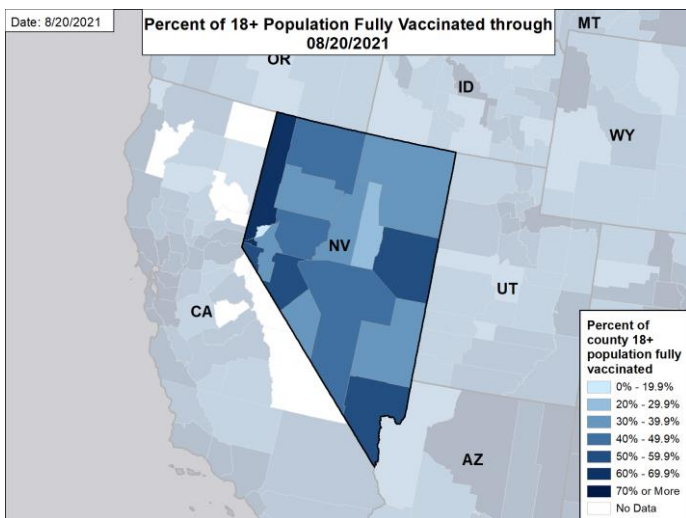 Date: 8/20/2021
Percent of 18+ Population Fully Vaccinated through
08/20/2021
MT
OR
ID
WY
NV
UT
CA
AZ
Percent of
county 18+
population fully
vaccinated
0% - 19.9%
20% - 29.9%
30% - 39.9%
40% - 49.9%
50% - 59.9%
60% - 69.9%
70% or More
No Data